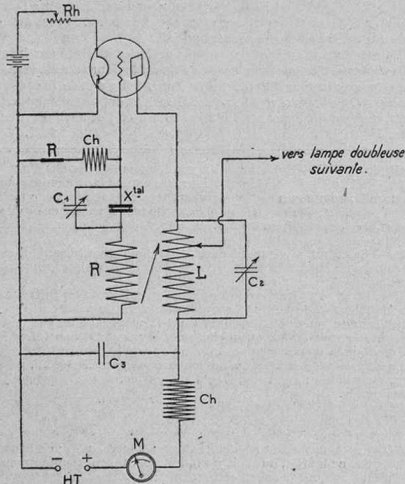 Rh
R
Ch
vers lampe doubleuse
suivante.
C1
Xtal
R
L
C2
C3
Ch
M
- +
HT